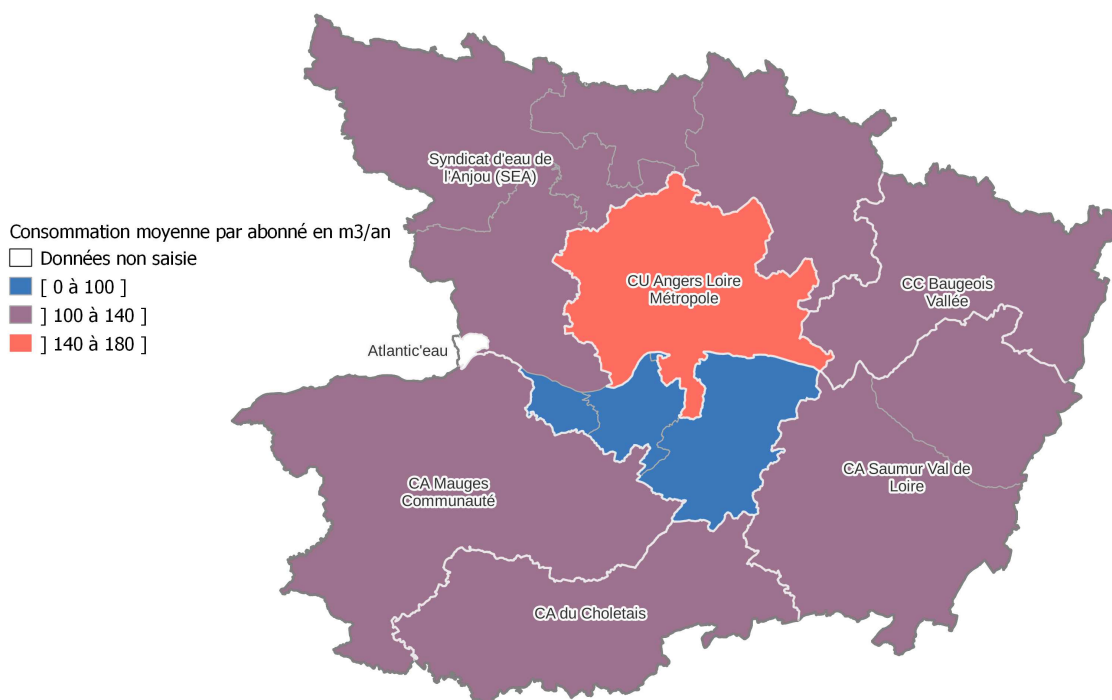 Syndicat d'eau de
l'Anjou (SEA)
Consommation moyenne par abonné en m3/an
Données non saisie
[ 0 à 100 ]
] 100 à 140 ]
] 140 à 180 ]
CU Angers Loire
Métropole
CC Baugeois
Vallée
Atlantic'eau
CA Mauges
Communauté
CA Saumur Val de
Loire
CA du Choletais